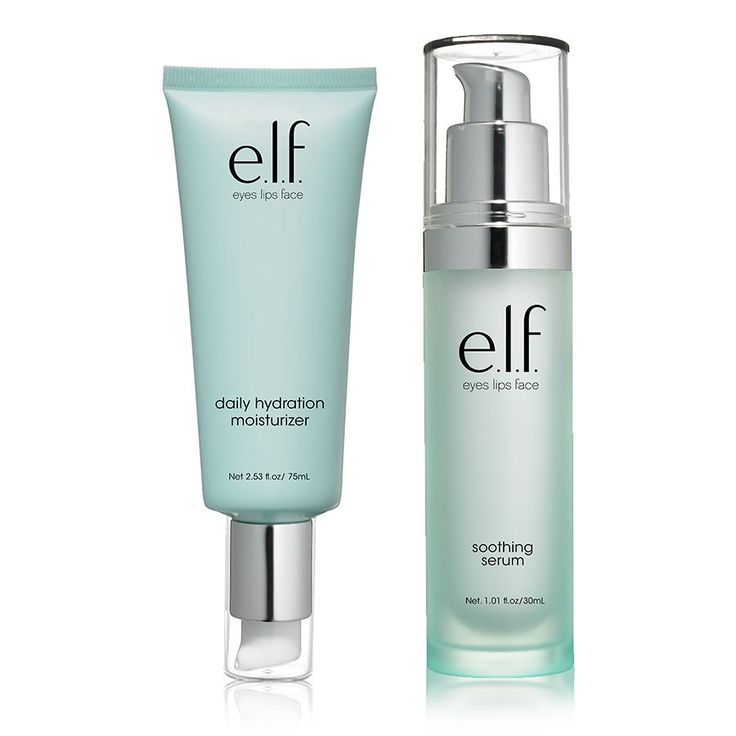 e.l.f.
eyes lips face
daily hydration
moisturizer
Net 2.53 fl.oz/ 75mL
e.l.f.
eyes lips face
soothing
serum
Net. 1.01 fl.oz/30mL